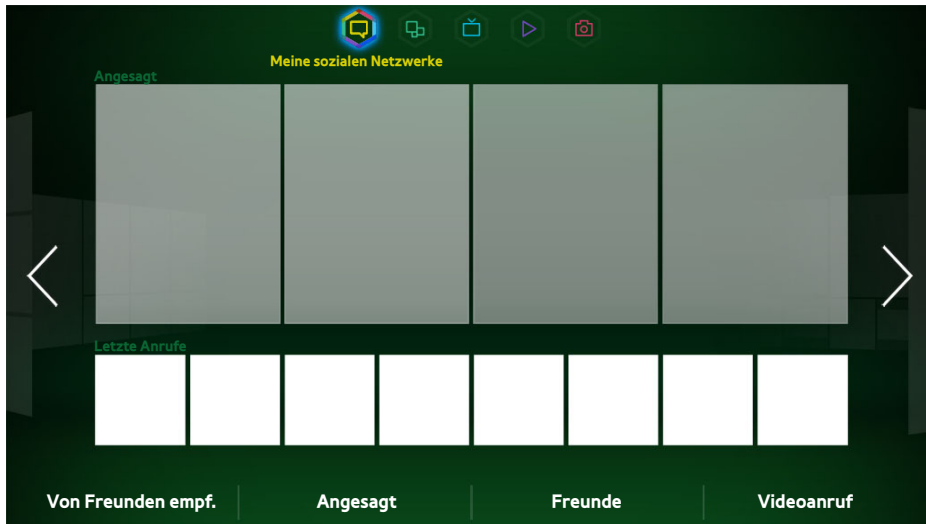 Meine sozialen Netzwerke
Angesagt
Letzte Anrufe
Von Freunden empf.
Angesagt
Freunde
Videoanruf